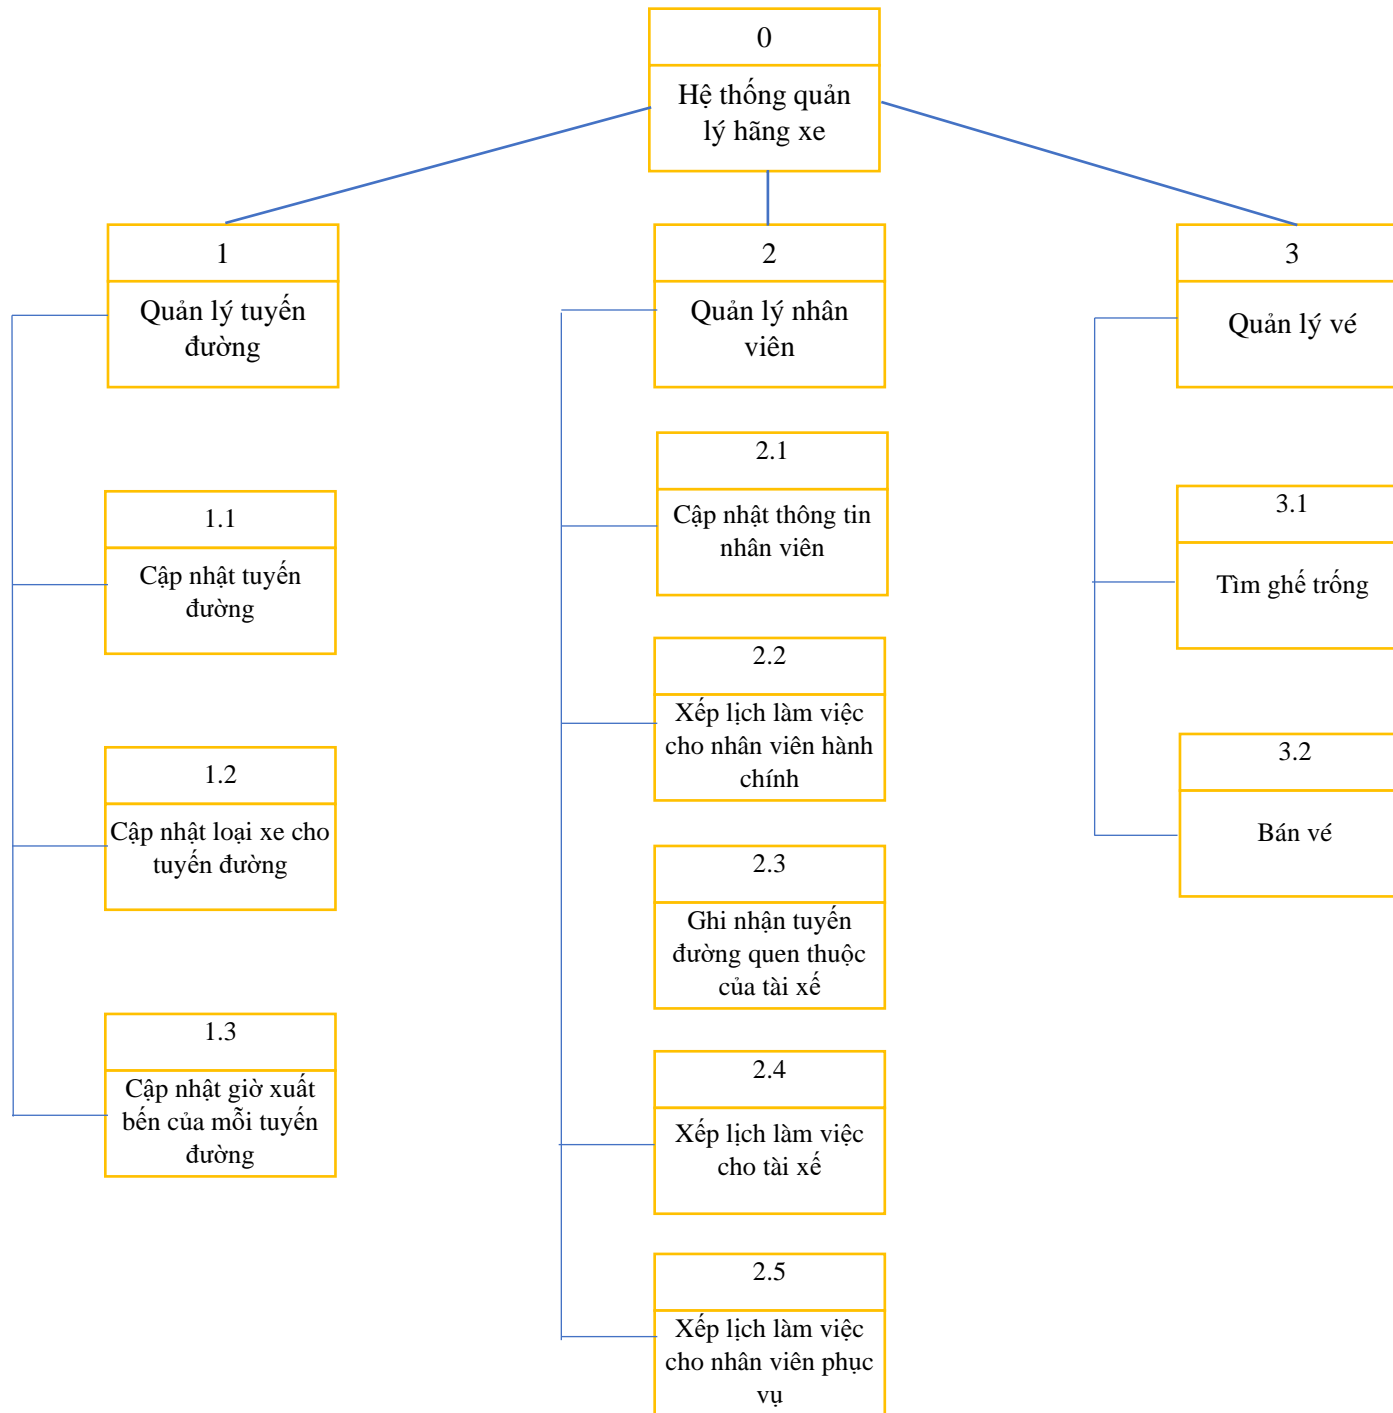 0
Hệ thống quản
lý hãng xe
1
Quản lý tuyến
đường
2
Quản lý nhân
viên
3
Quản lý vé
1.1
Cập nhật tuyến
đường
1.2
Cập nhật loại xe cho
tuyến đường
1.3
Cập nhật giờ xuất
bến của mỗi tuyến
đường
2.1
Cập nhật thông tin
nhân viên
2.2
Xếp lịch làm việc
cho nhân viên hành
chính
2.3
Ghi nhận tuyến
đường quen thuộc
của tài xế
2.4
Xếp lịch làm việc
cho tài xế
2.5
Xếp lịch làm việc
cho nhân viên phục
vụ
3.1
Tìm ghế trống
3.2
Bán vé